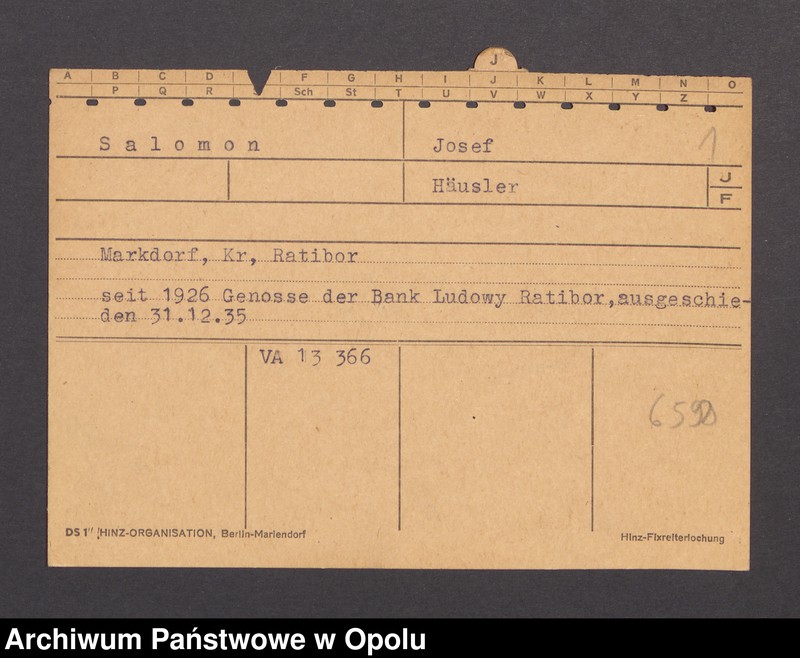 J
A B C D F G H I J K L M N O
P Q R Sch St T U V W X Y Z
Salomon Josef 1
Häusler J
F
Markdorf, Kr, Ratibor
seit 1926 Genosse der Bank Ludowy Ratibor,ausgeschie-
den 31.12.35
VA 13 366
DS 1" HINZ-ORGANISATION, Berlin-Mariendorf Hinz-Fixreiterlochung
Archiwum Państwowe w Opolu